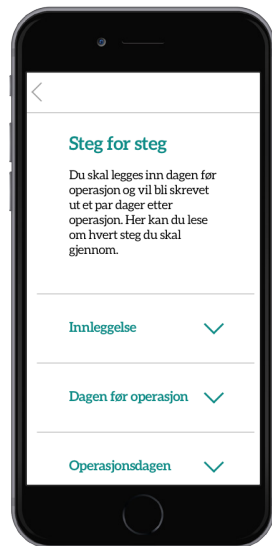 Steg for steg
Du skal legges inn dagen før
operasjon og vil bli skrevet
ut et par dager etter
operasjon. Her kan du lese
om hvert steg du skal
gjennom.
Innleggelse
Dagen før operasjon
Operasjonsdagen